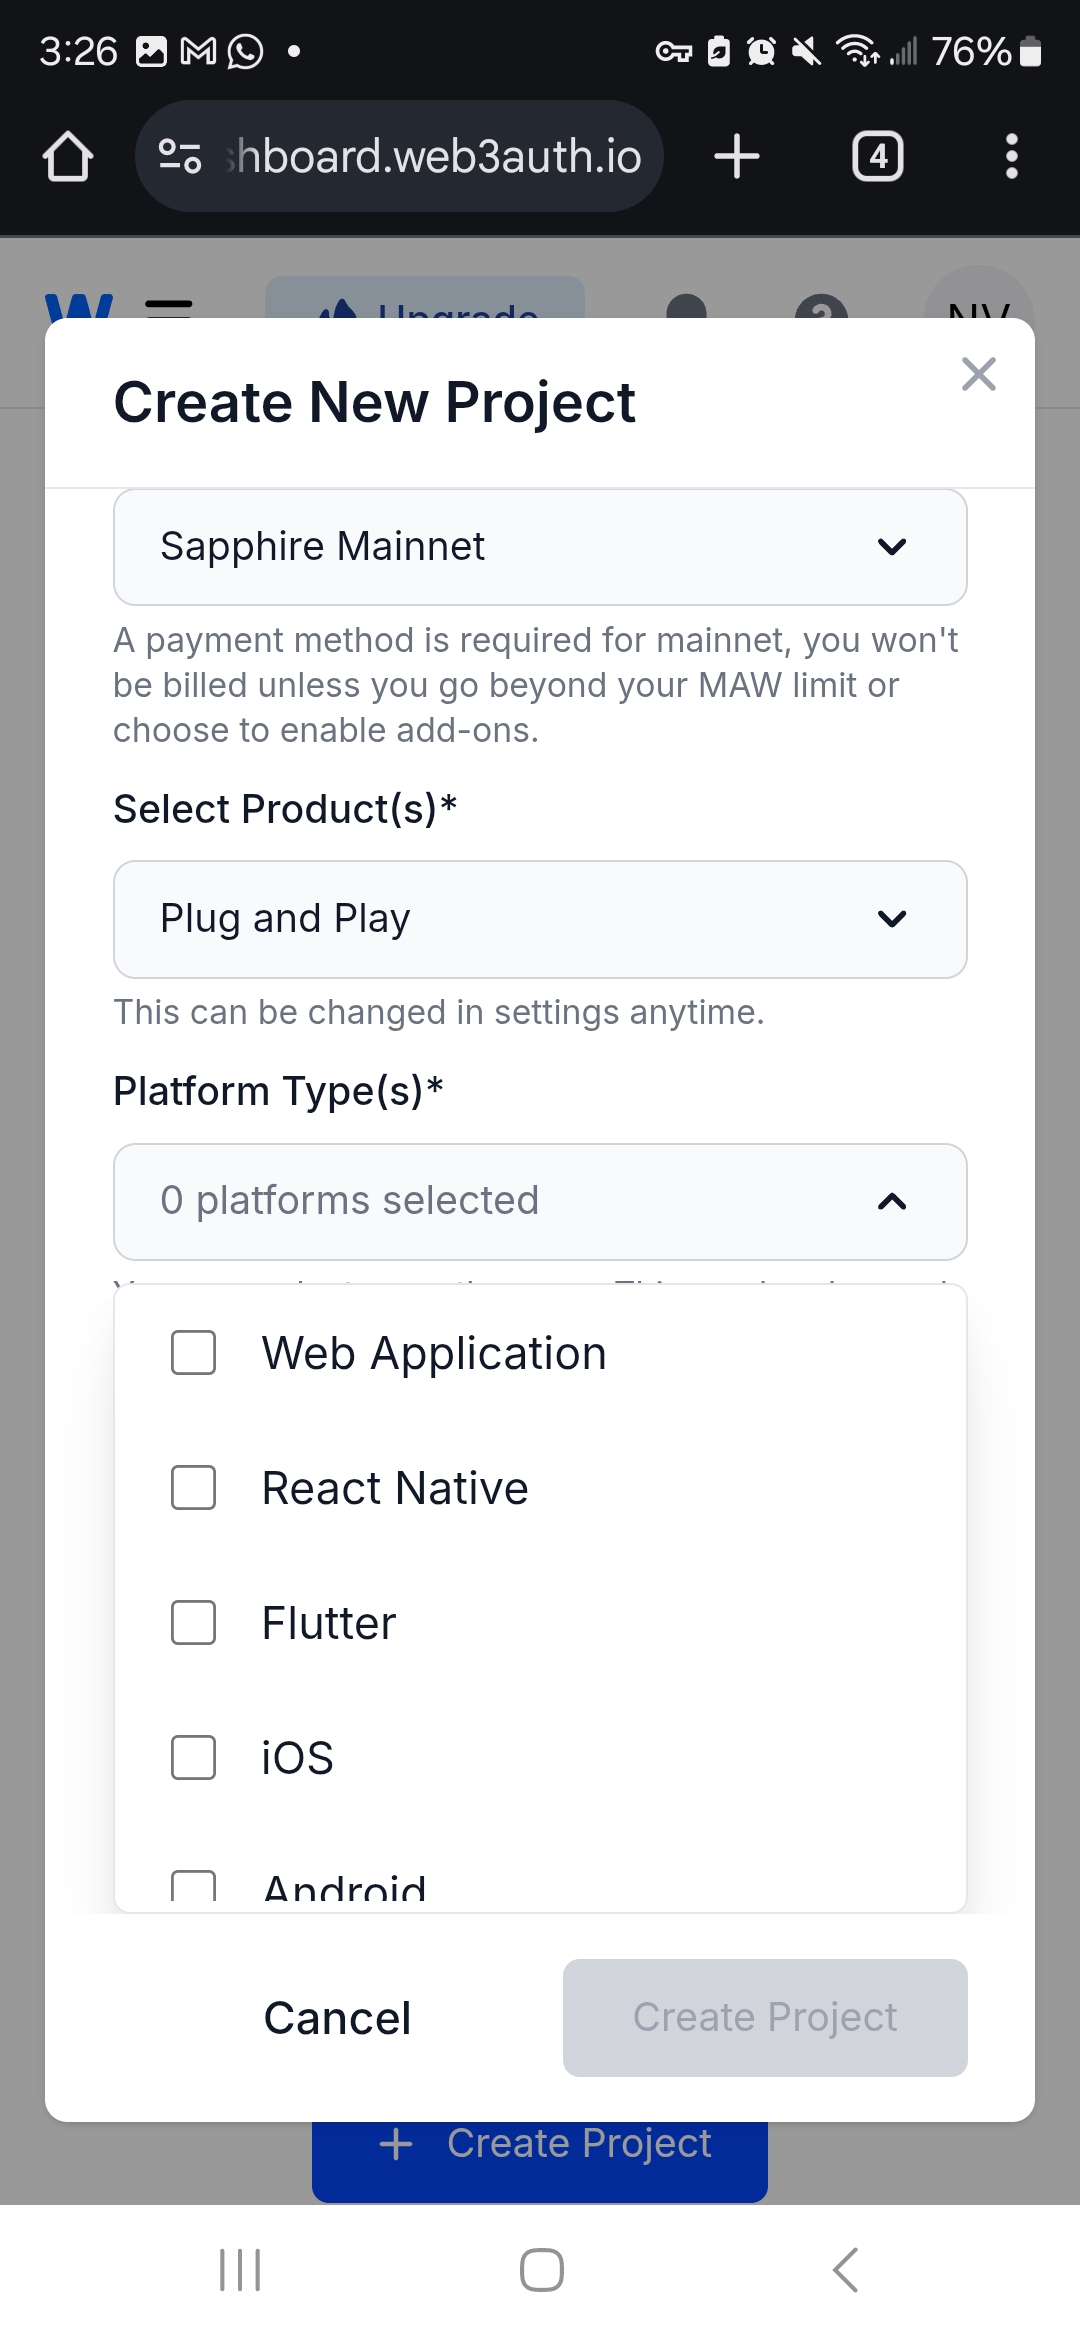 3:26
76%
hboard.web3auth.io
4
Upgrade
NV
Create New Project
Sapphire Mainnet
A payment method is required for mainnet, you won't
be billed unless you go beyond your MAW limit or
choose to enable add-ons.
Select Product(s)*
Plug and Play
This can be changed in settings anytime.
Platform Type(s)*
0 platforms selected
Web Application
React Native
Flutter
iOS
Android
Cancel
Create Project
+ Create Project